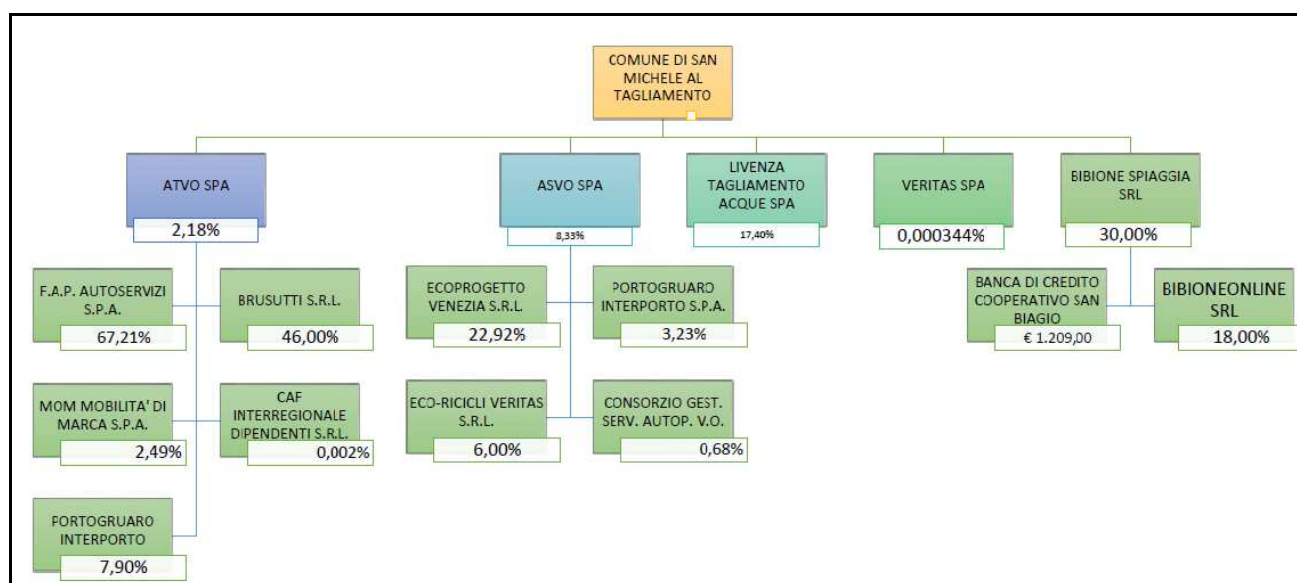 COMUNE DI SAN
MICHELE AL
TAGLIAMENTO
ATVO SPA
2,18%
ASVO SPA
8,33%
LIVENZA
TAGLIAMENTO
ACQUE SPA
17,40%
VERITAS SPA
0,000344%
BIBIONE SPIAGGIA
SRL
30,00%
F.A.P. AUTOSERVIZI
S.P.A.
67,21%
BRUSUTTI S.R.L.
46,00%
ECOPROGETTO
VENEZIA S.R.L.
22,92%
PORTOGRUARO
INTERPORTO S.P.A.
3,23%
BANCA DI CREDITO
COOPERATIVO SAN
BIAGIO
€ 1.209,00
BIBIONEONLINE
SRL
18,00%
MOM MOBILITA' DI
MARCA S.P.A.
2,49%
CAF
INTERREGIONALE
DIPENDENTI S.R.L.
0,002%
ECO-RICICLI VERITAS
S.R.L.
6,00%
CONSORZIO GEST.
SERV. AUTOP. V.O.
0,68%
PORTOGRUARO
INTERPORTO
7,90%